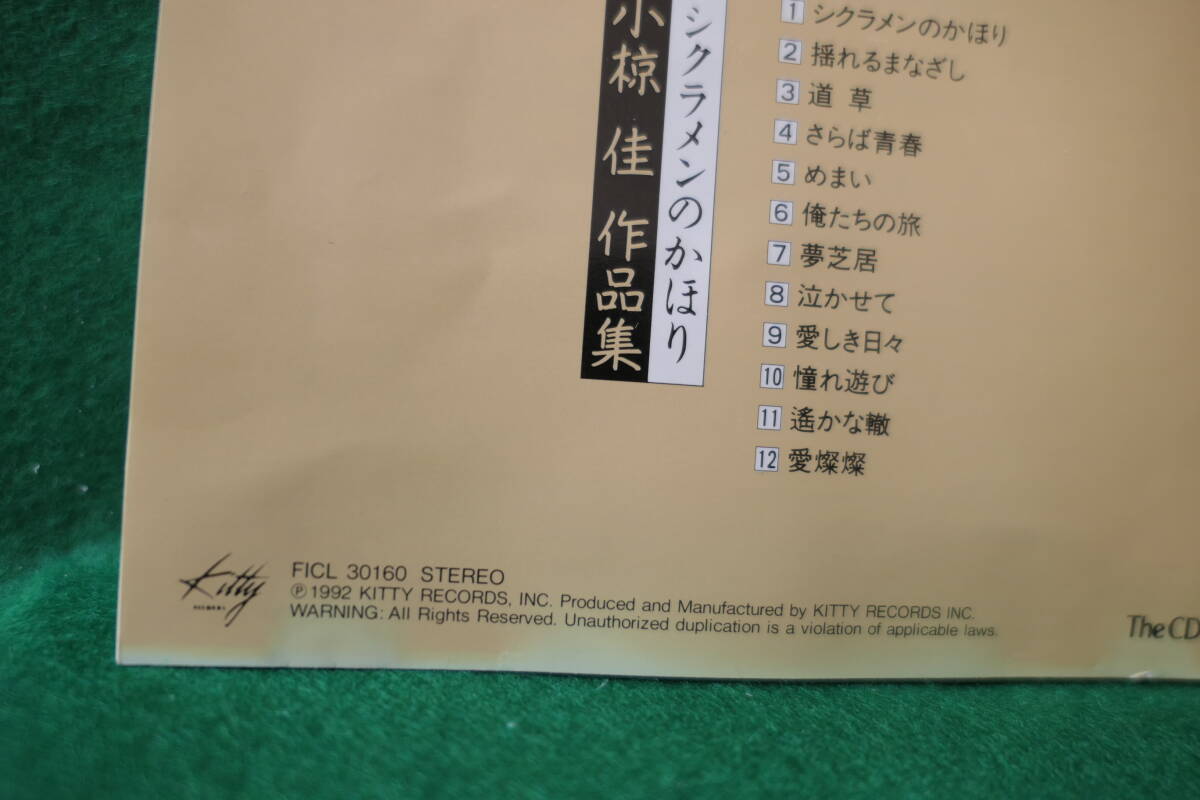 シクラメンのかほり
小椋 佳 作品集
1 シクラメンのかほり
2 揺れるまなざし
3 道 草
4 さらば青春
5 めまい
6 俺たちの旅
7 夢芝居
8 泣かせて
9 愛しき日々
10 憧れ遊び
11 遙かな轍
12 愛燦燦
Kitty
FICL 30160 STEREO
Ⓟ1992 KITTY RECORDS, INC. Produced and Manufactured by KITTY RECORDS INC.
WARNING: All Rights Reserved. Unauthorized duplication is a violation of applicable laws.
The CD